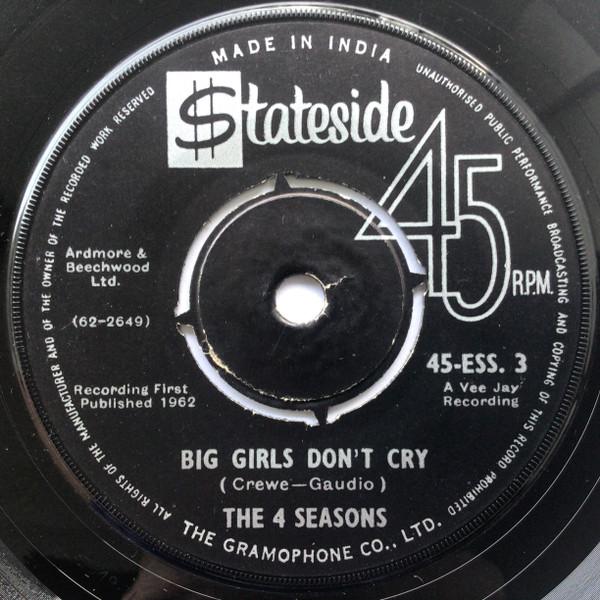 MADE IN INDIA
$tateside
45
R.P.M.
Ardmore &
Beechwood
Ltd.
(62-2649)
45-ESS. 3
Recording First
Published 1962
A Vee Jay
Recording
BIG GIRLS DON'T CRY
(Crewe—Gaudio)
THE 4 SEASONS
THE GRAMOPHONE CO., LTD.
ALL RIGHTS OF THE MANUFACTURER AND OF THE OWNER OF THE RECORDED WORK RESERVED
UNAUTHORISED PUBLIC PERFORMANCE BROADCASTING AND COPYING OF THIS RECORD PROHIBITED